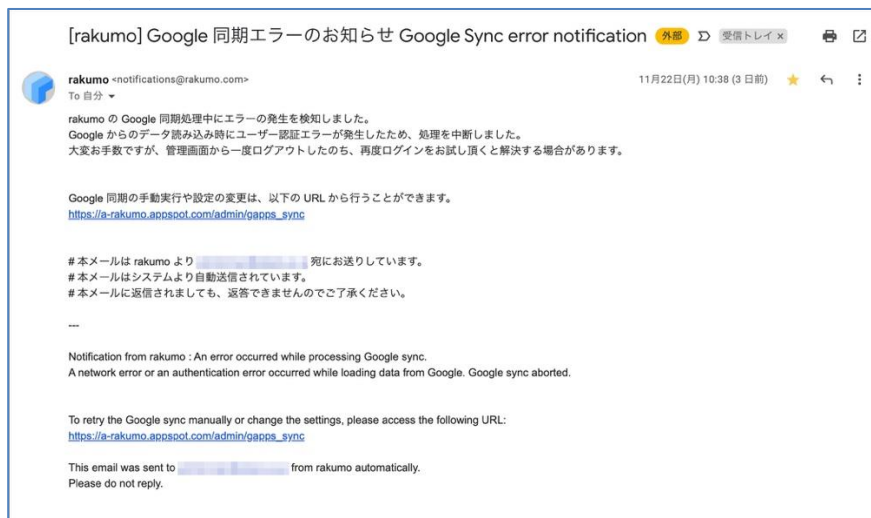 [rakumo] Google 同期エラーのお知らせ Google Sync error notification 外部 受信トレイ ×
rakumo <notifications@rakumo.com> 11月22日(月) 10:38 (3 日前)
To 自分
rakumo の Google 同期処理中にエラーの発生を検知しました。
Google からのデータ読み込み時にユーザー認証エラーが発生したため、処理を中断しました。
大変お手数ですが、管理画面から一度ログアウトしたのち、再度ログインをお試し頂くと解決する場合があります。
Google 同期の手動実行や設定の変更は、以下の URL から行うことができます。
https://a-rakumo.appspot.com/admin/gapps_sync
# 本メールは rakumo より 宛にお送りしています。
# 本メールはシステムより自動送信されています。
# 本メールに返信されましても、返答できませんのでご了承ください。
---
Notification from rakumo : An error occurred while processing Google sync.
A network error or an authentication error occurred while loading data from Google. Google sync aborted.
To retry the Google sync manually or change the settings, please access the following URL:
https://a-rakumo.appspot.com/admin/gapps_sync
This email was sent to from rakumo automatically.
Please do not reply.